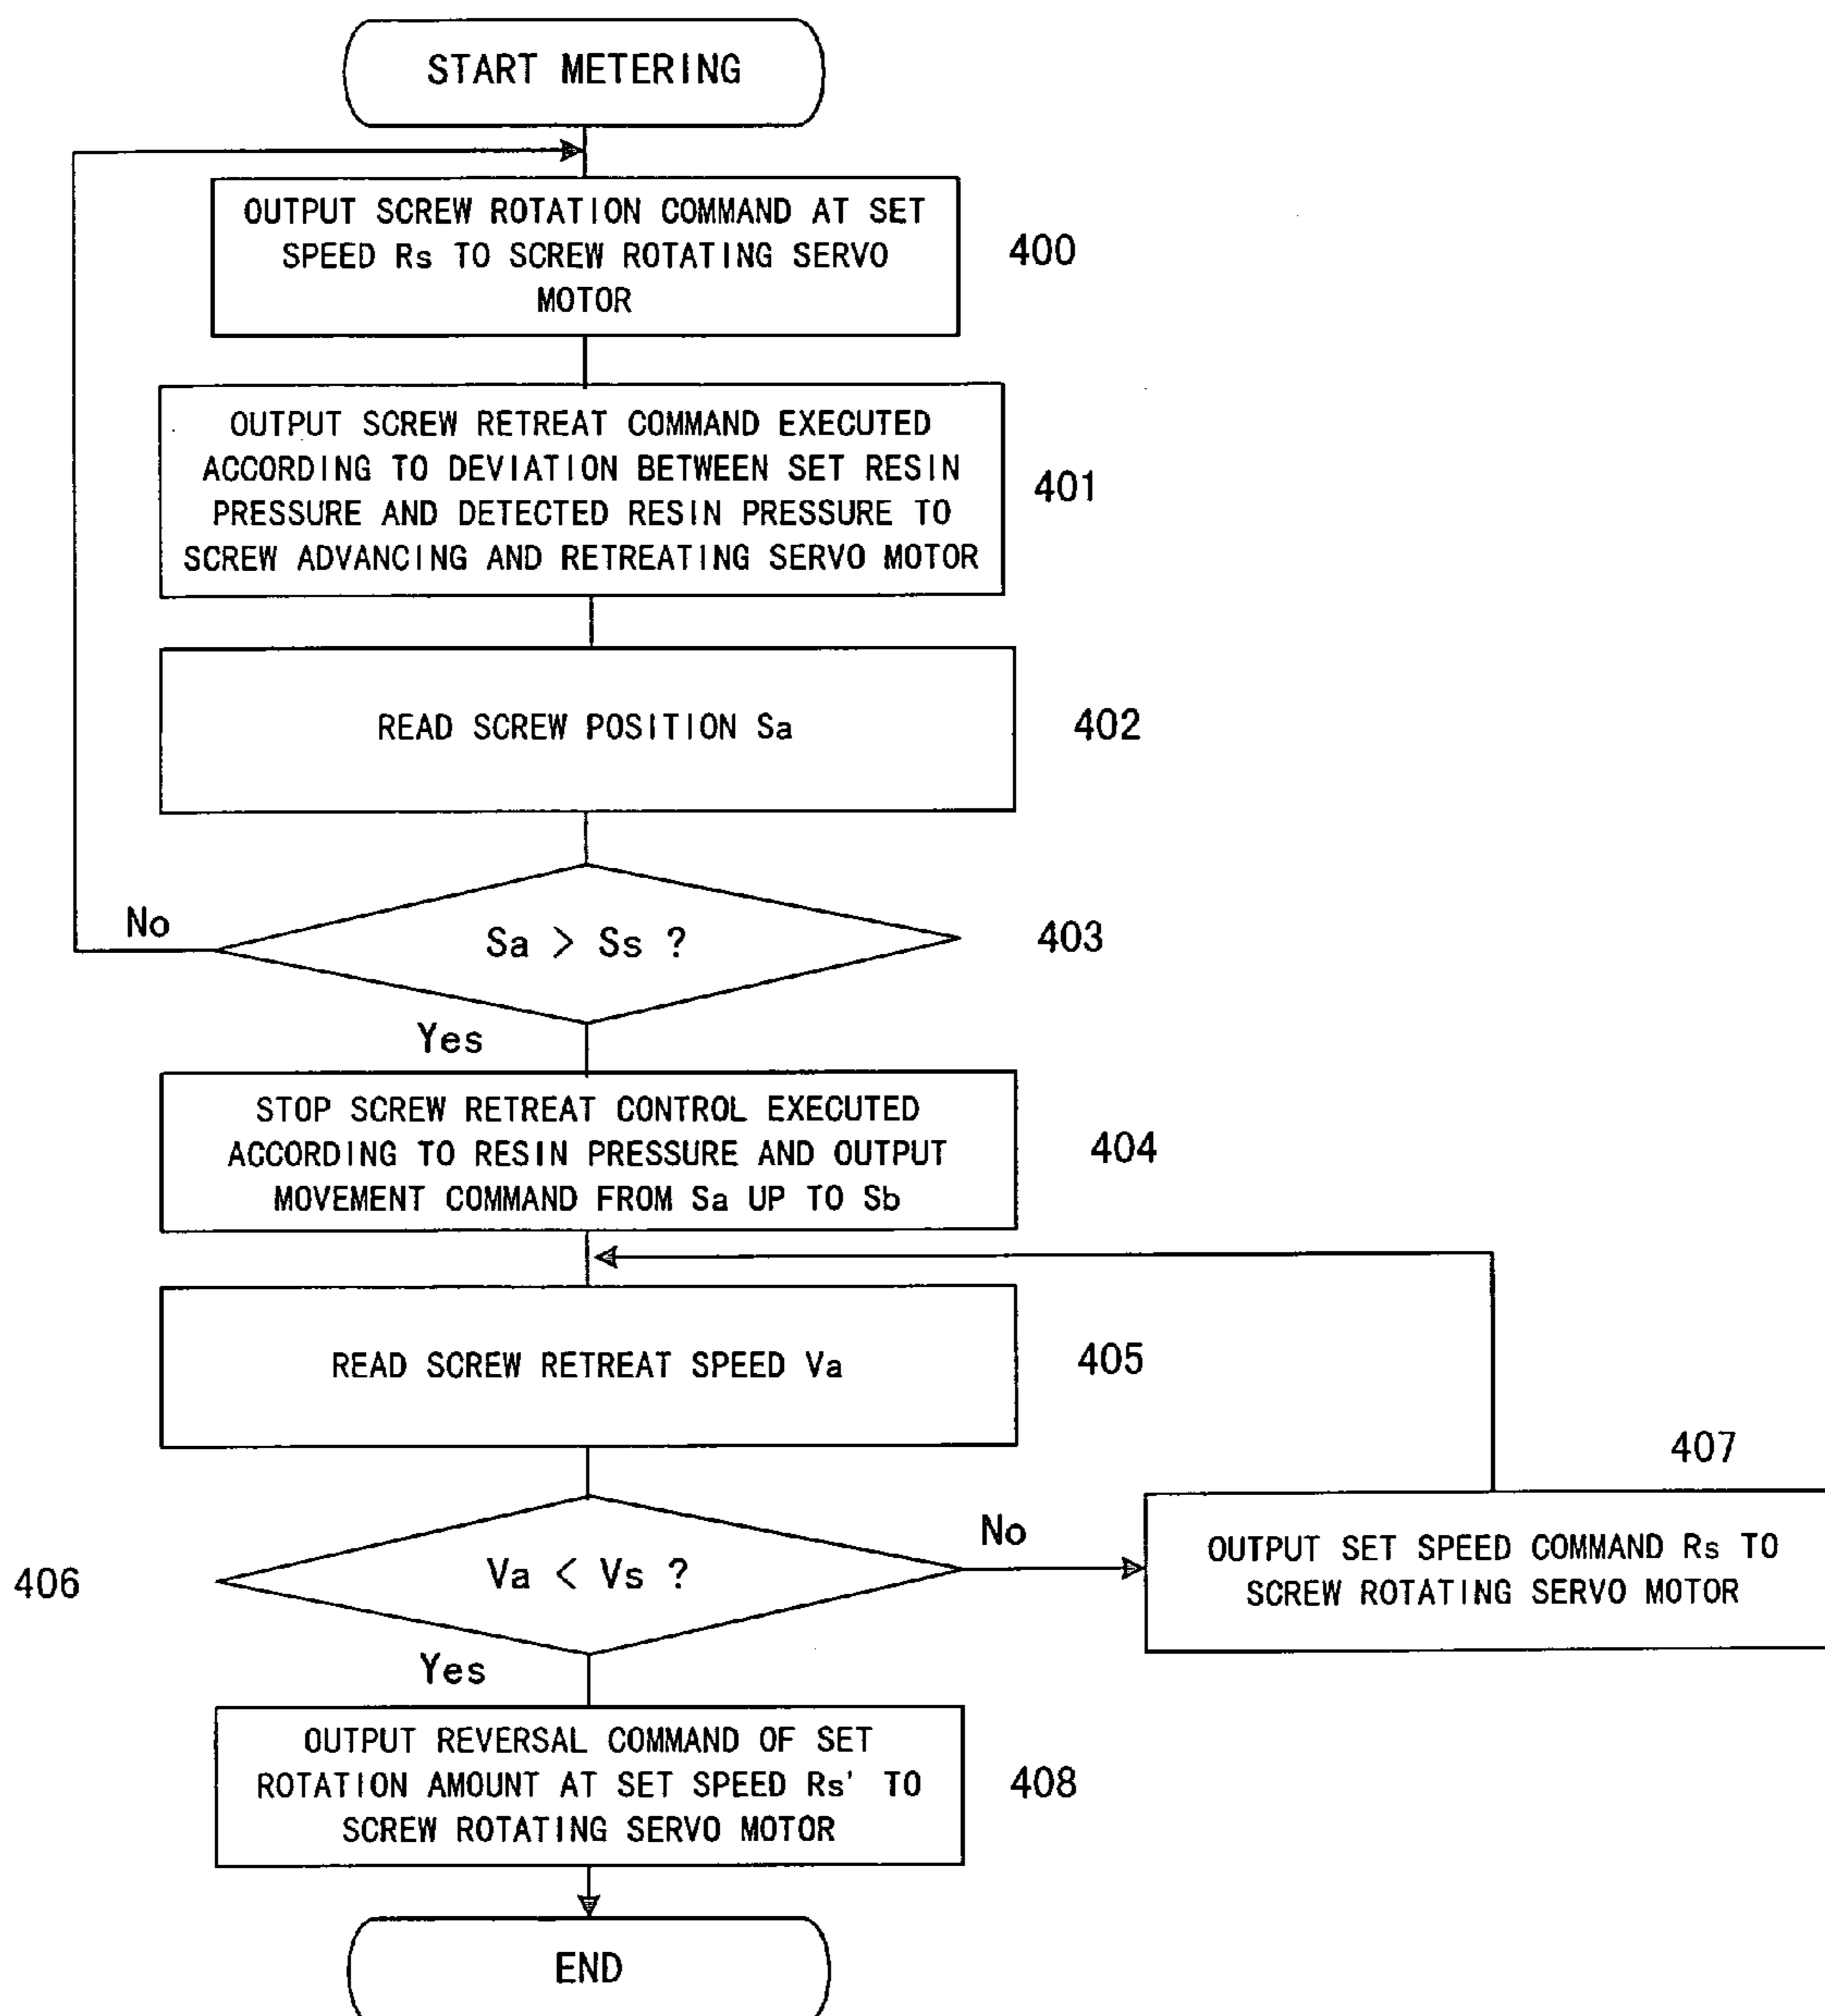 START METERING
OUTPUT SCREW ROTATION COMMAND AT SET
SPEED Rs TO SCREW ROTATING SERVO
MOTOR
400
OUTPUT SCREW RETREAT COMMAND EXECUTED
ACCORDING TO DEVIATION BETWEEN SET RESIN
PRESSURE AND DETECTED RESIN PRESSURE TO
SCREW ADVANCING AND RETREATING SERVO MOTOR
401
READ SCREW POSITION Sa
402
No
Sa > Ss ?
403
Yes
STOP SCREW RETREAT CONTROL EXECUTED
ACCORDING TO RESIN PRESSURE AND OUTPUT
MOVEMENT COMMAND FROM Sa UP TO Sb
404
READ SCREW RETREAT SPEED Va
405
406
Va < Vs ?
No
407
OUTPUT SET SPEED COMMAND Rs TO
SCREW ROTATING SERVO MOTOR
Yes
OUTPUT REVERSAL COMMAND OF SET
ROTATION AMOUNT AT SET SPEED Rs' TO
SCREW ROTATING SERVO MOTOR
408
END